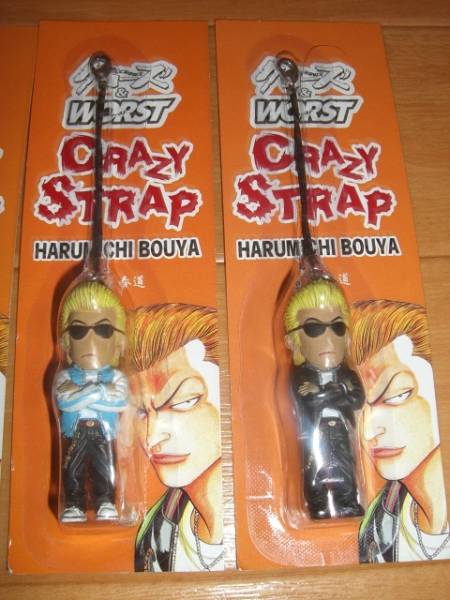 クローズ
&
WORST
CRAZY
STRAP
HARUMICHI BOUYA
春道
クローズ
&
WORST
CRAZY
STRAP
HARUMICHI BOUYA
道